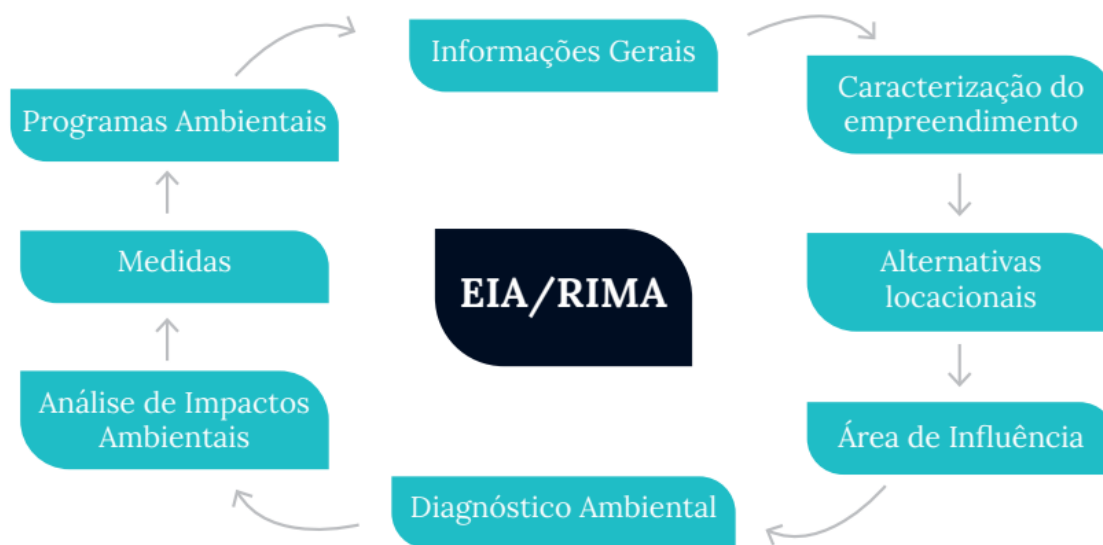 Informações Gerais
Caracterização do
empreendimento
Alternativas
locacionais
Área de Influência
Diagnóstico Ambiental
Análise de Impactos
Ambientais
Medidas
Programas Ambientais
EIA/RIMA